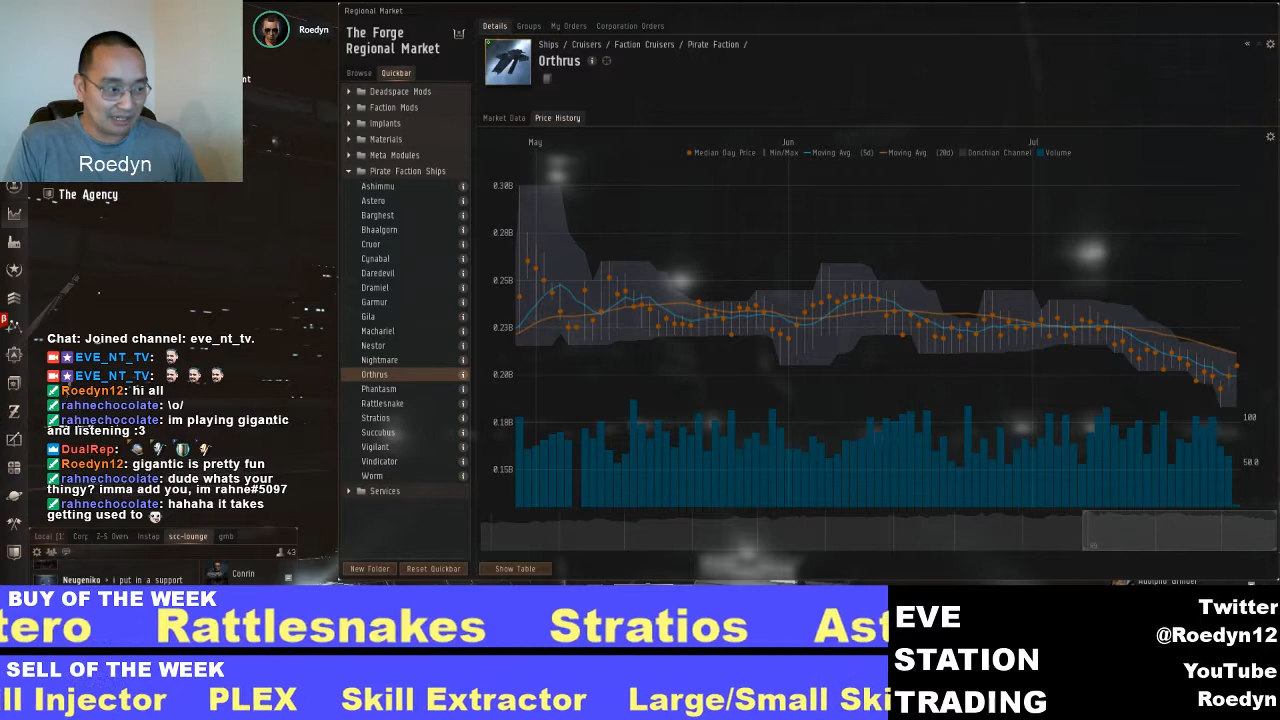 Roedyn
Roedyn
nt
The Agency
Chat: Joined channel: eve_nt_tv.
EVE_NT_TV:
EVE_NT_TV:
Roedyn12: hi all
rahnechocolate: \o/
rahnechocolate: im playing gigantic
and listening :3
DualRep:
Roedyn12: gigantic is pretty fun
rahnechocolate: dude whats your
thingy? imma add you, im rahne#5097
rahnechocolate: hahaha it takes
getting used to
Local [1] Corp Z-S Oven Instap scc-lounge gmb
43
Neugeniko › i put in a support
Conrin
Regional Market
The Forge
Regional Market
Browse Quickbar
Deadspace Mods
Faction Mods
Implants
Materials
Meta Modules
Pirate Faction Ships
Ashimmu
Astero
Barghest
Bhaalgorn
Cruor
Cynabal
Daredevil
Dramiel
Garmur
Gila
Machariel
Nestor
Nightmare
Orthrus
Phantasm
Rattlesnake
Stratios
Succubus
Vigilant
Vindicator
Worm
Services
New Folder Reset Quickbar
Details Groups My Orders Corporation Orders
Ships / Cruisers / Faction Cruisers / Pirate Faction /
Orthrus
Market Data Price History
May Jun Jul
Median Day Price Min/Max Moving Avg (5d) Moving Avg (20d) Donchian Channel Volume
0.30B
0.28B
0.25B
0.23B
0.20B
0.18B
0.15B
100
50.0
Show Table
BUY OF THE WEEK
tero Rattlesnakes Stratios Ast
SELL OF THE WEEK
ill Injector PLEX Skill Extractor Large/Small Ski
EVE
STATION
TRADING
Twitter
@Roedyn12
YouTube
Roedyn